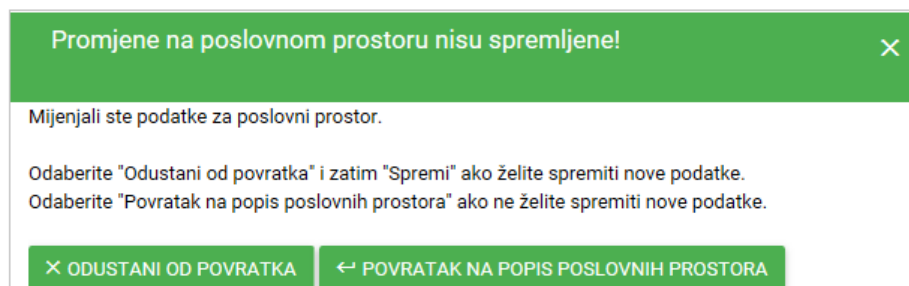 Promjene na poslovnom prostoru nisu spremljene!
Mijenjali ste podatke za poslovni prostor.
Odaberite "Odustani od povratka" i zatim "Spremi" ako želite spremiti nove podatke.
Odaberite "Povratak na popis poslovnih prostora" ako ne želite spremiti nove podatke.
ODUSTANI OD POVRATKA
POVRATAK NA POPIS POSLOVNIH PROSTORA